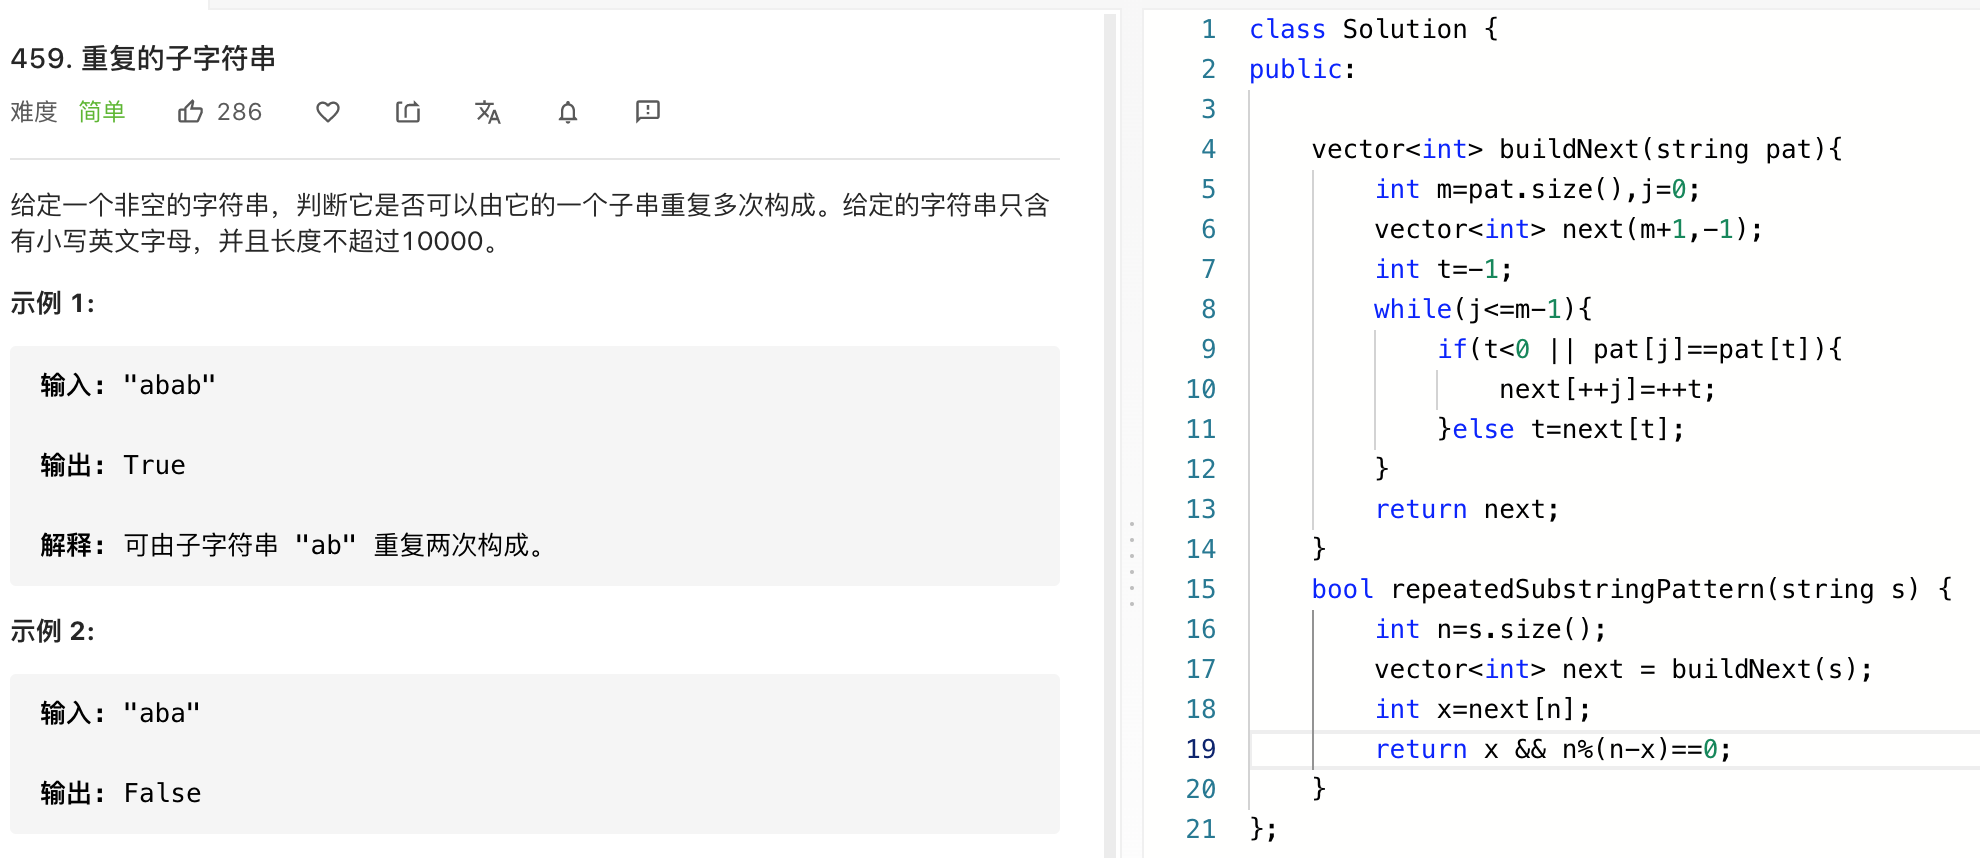 459. 重复的子字符串
难度 简单 286
给定一个非空的字符串，判断它是否可以由它的一个子串重复多次构成。给定的字符串只含
有小写英文字母，并且长度不超过10000。
示例 1:
输入: "abab"
输出: True
解释: 可由子字符串 "ab" 重复两次构成。
示例 2:
输入: "aba"
输出: False
1 class Solution {
2 public:
3
4     vector<int> buildNext(string pat){
5         int m=pat.size(),j=0;
6         vector<int> next(m+1,-1);
7         int t=-1;
8         while(j<=m-1){
9             if(t<0 || pat[j]==pat[t]){
10                 next[++j]=++t;
11             }else t=next[t];
12         }
13         return next;
14     }
15     bool repeatedSubstringPattern(string s) {
16         int n=s.size();
17         vector<int> next = buildNext(s);
18         int x=next[n];
19         return x && n%(n-x)==0;
20     }
21 };